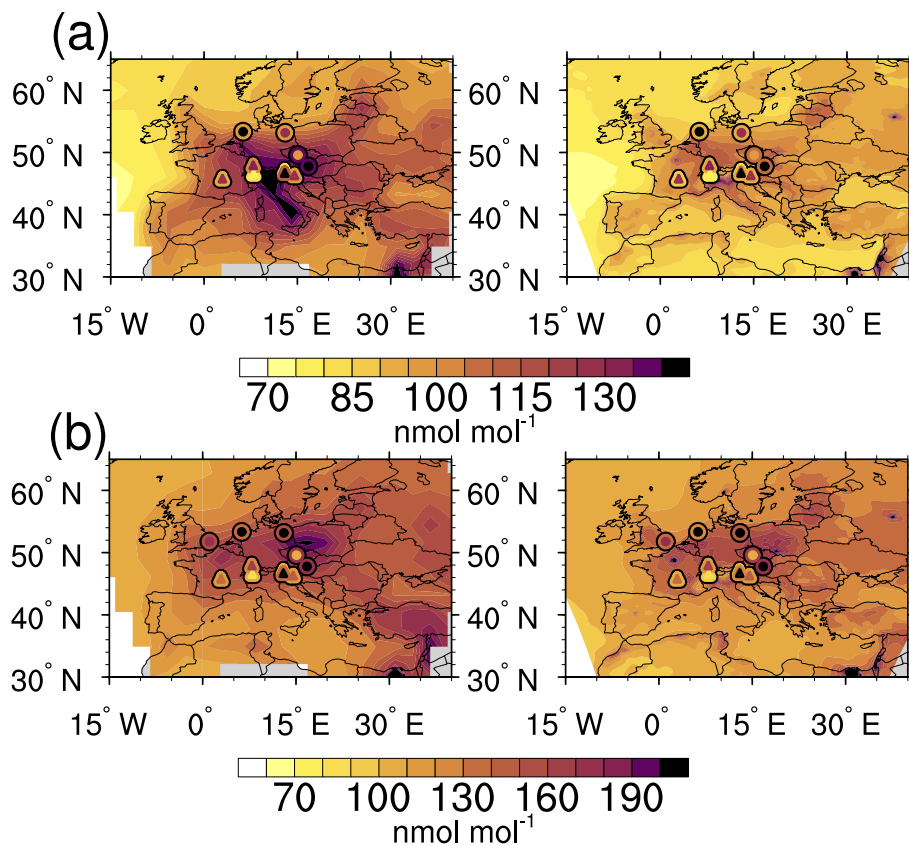 (a)
60° N 60° N
50° N 50° N
40° N 40° N
30° N 30° N
15° W 0° 15° E 30° E 15° W 0° 15° E 30° E
70 85 100 115 130
nmol mol⁻¹
(b)
60° N 60° N
50° N 50° N
40° N 40° N
30° N 30° N
15° W 0° 15° E 30° E 15° W 0° 15° E 30° E
70 100 130 160 190
nmol mol⁻¹